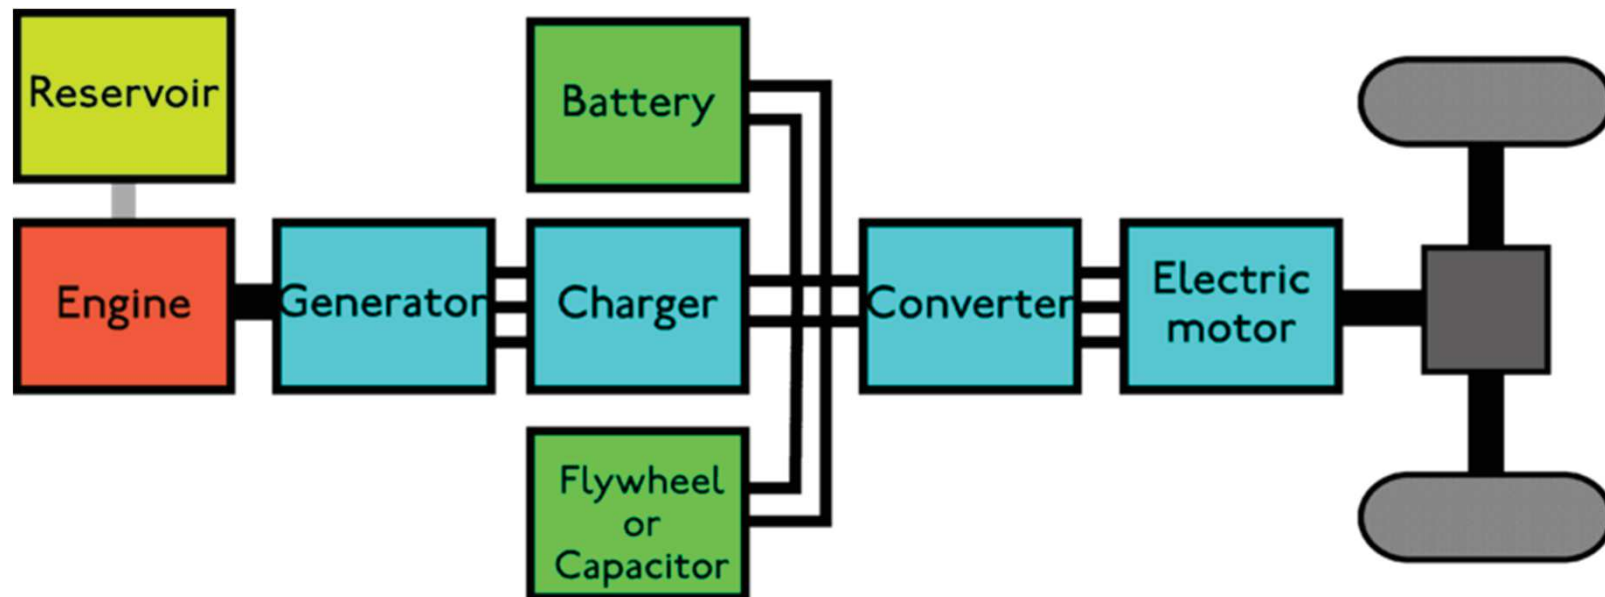 Reservoir
Battery
Engine
Generator
Charger
Converter
Electric
motor
Flywheel
or
Capacitor